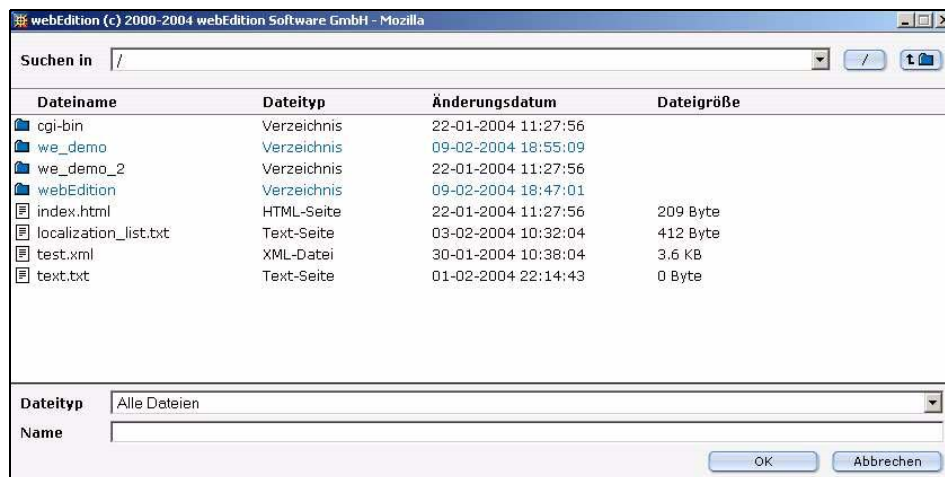 webEdition (c) 2000-2004 webEdition Software GmbH - Mozilla
Suchen in / /
Dateiname Dateityp Änderungsdatum Dateigröße
cgi-bin Verzeichnis 22-01-2004 11:27:56
we_demo Verzeichnis 09-02-2004 18:55:09
we_demo_2 Verzeichnis 22-01-2004 11:27:56
webEdition Verzeichnis 09-02-2004 18:47:01
index.html HTML-Seite 22-01-2004 11:27:56 209 Byte
localization_list.txt Text-Seite 03-02-2004 10:32:04 412 Byte
test.xml XML-Datei 30-01-2004 10:38:04 3.6 KB
text.txt Text-Seite 01-02-2004 22:14:43 0 Byte
Dateityp Alle Dateien
Name
OK Abbrechen